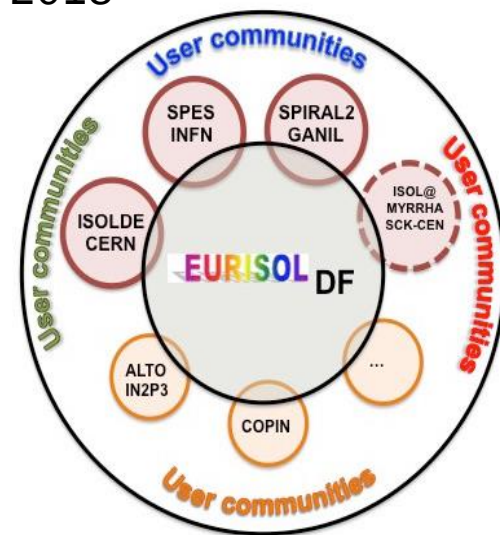 User communities
SPES
INFN
SPIRAL2
GANIL
User communities
ISOLDE
CERN
ISOL@
MYRRHA
SCK-CEN
User communities
EURISOL DF
ALTO
IN2P3
COPIN
...
User communities